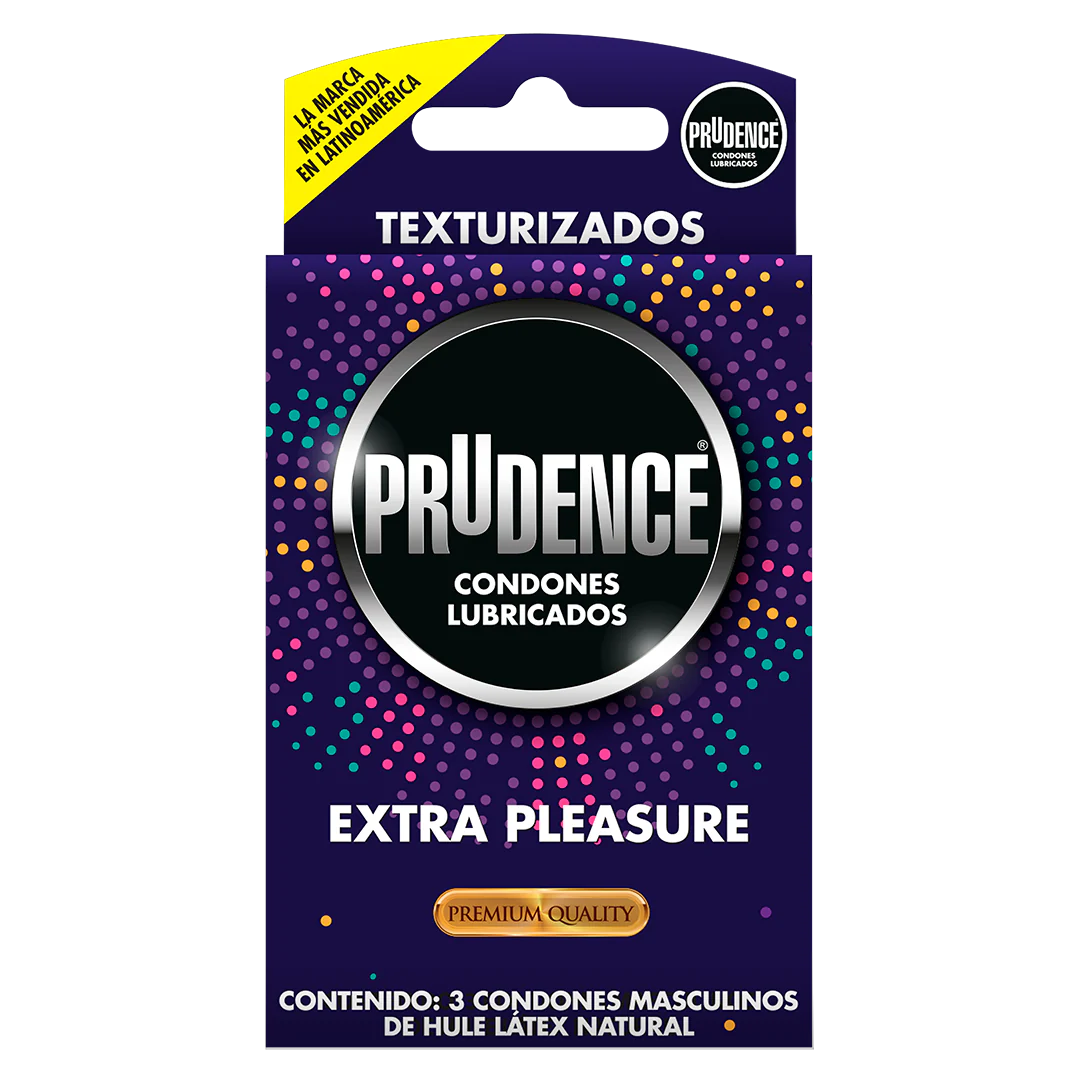 LA MARCA
MÁS VENDIDA
EN LATINOAMÉRICA
PRUDENCE
CONDONES
LUBRICADOS
TEXTURIZADOS
PRUDENCE®
CONDONES
LUBRICADOS
EXTRA PLEASURE
PREMIUM QUALITY
CONTENIDO: 3 CONDONES MASCULINOS
DE HULE LÁTEX NATURAL